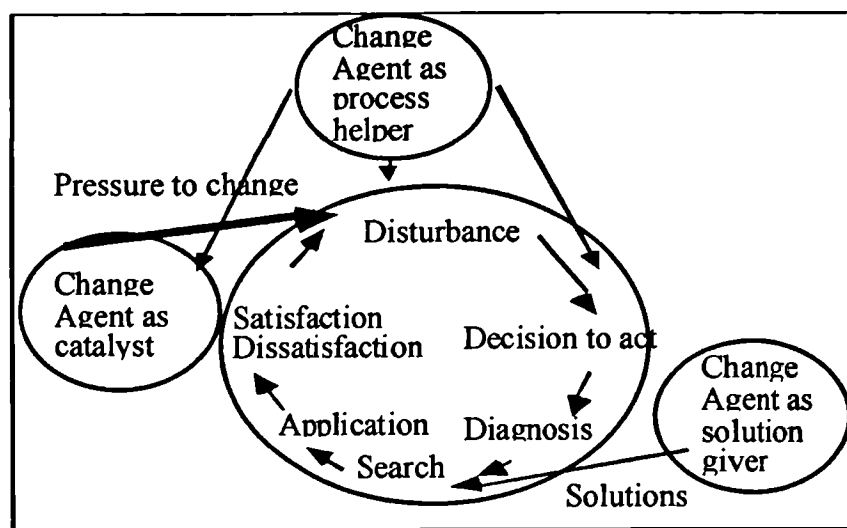 Change
Agent as
process
helper
Pressure to change
Disturbance
Change
Agent as
catalyst
Satisfaction
Dissatisfaction
Decision to act
Change
Agent as
solution
giver
Application
Diagnosis
Search
Solutions